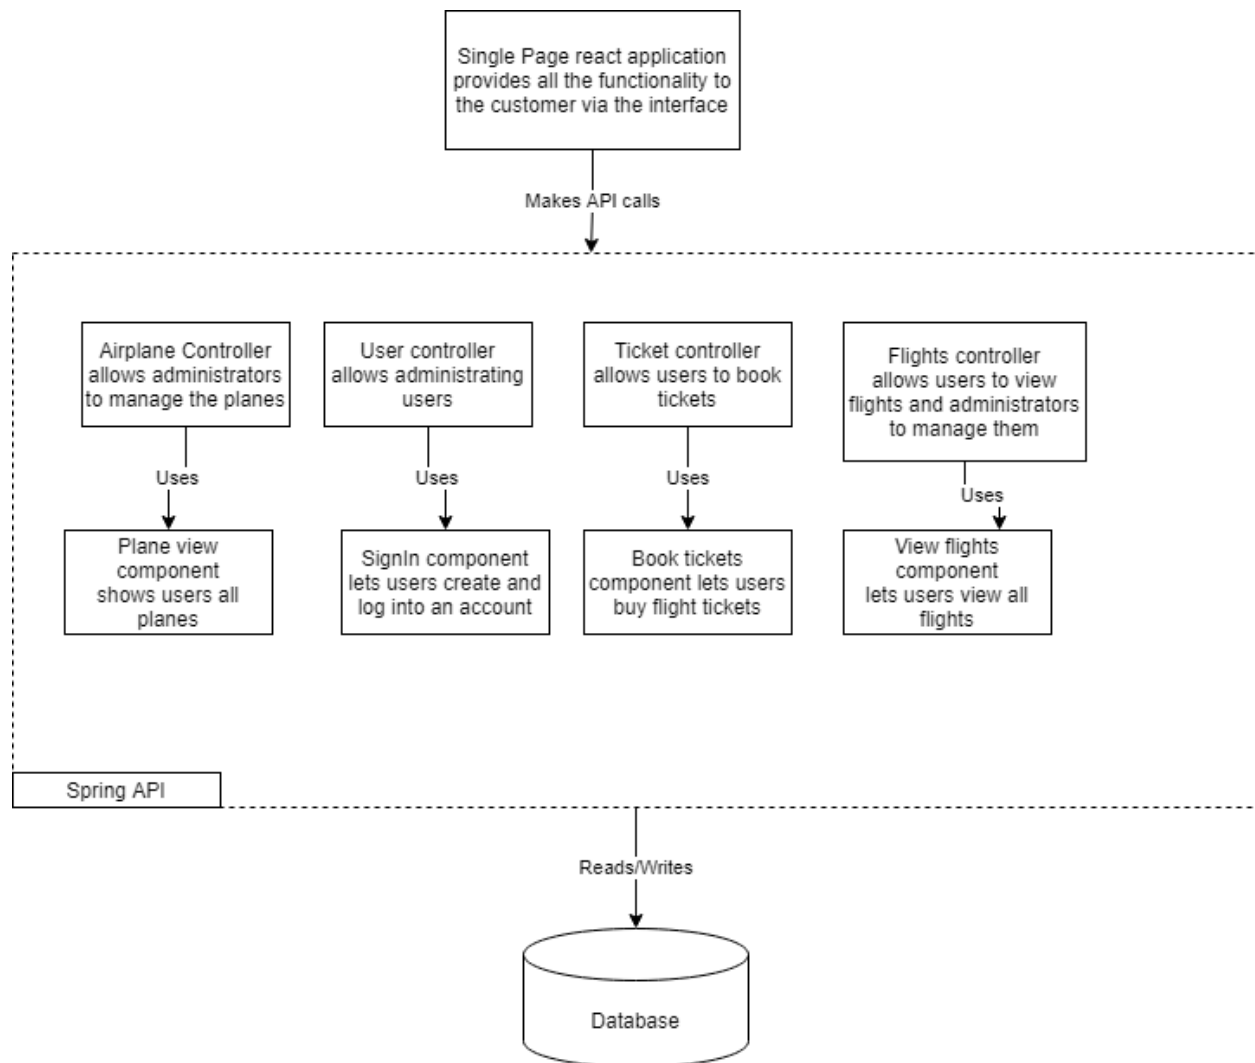 Single Page react application
provides all the functionality to
the customer via the interface
Makes API calls
Airplane Controller
allows administrators
to manage the planes
User controller
allows administrating
users
Ticket controller
allows users to book
tickets
Flights controller
allows users to view
flights and administrators
to manage them
Uses
Uses
Uses
Uses
Plane view
component
shows users all
planes
SignIn component
lets users create and
log into an account
Book tickets
component lets users
buy flight tickets
View flights
component
lets users view all
flights
Spring API
Reads/Writes
Database